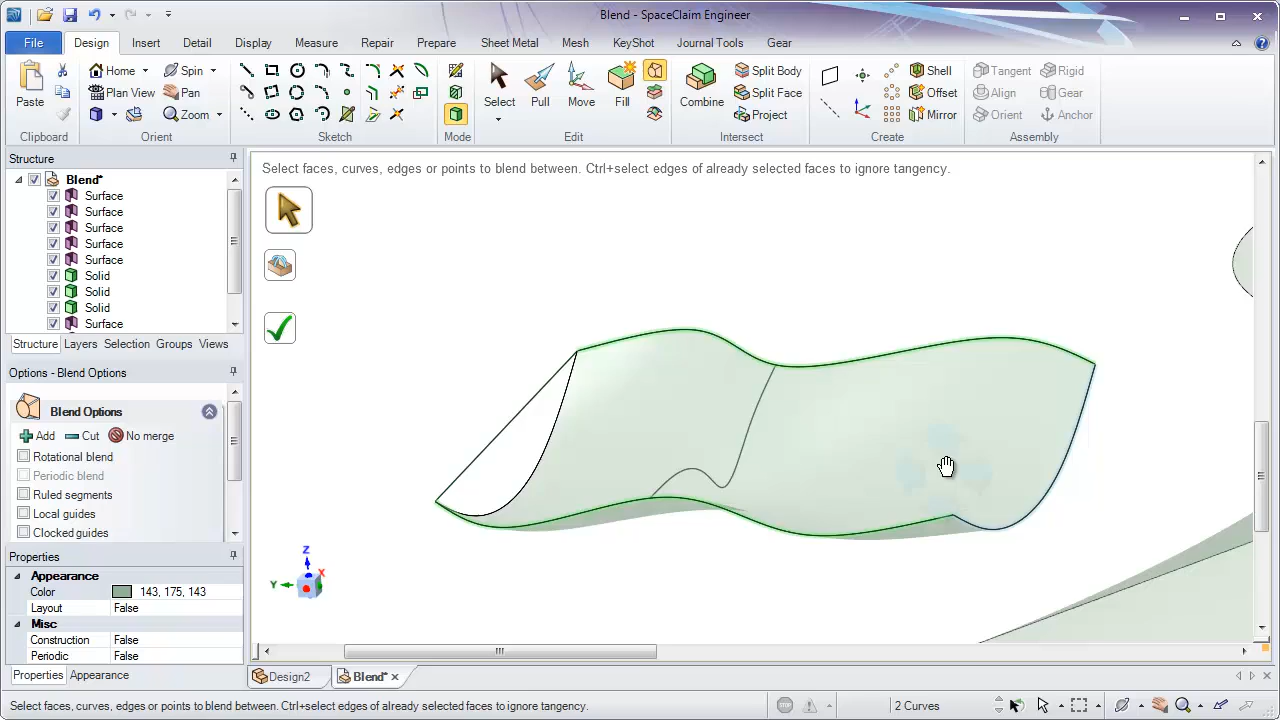 Blend - SpaceClaim Engineer
File Design Insert Detail Display Measure Repair Prepare Sheet Metal Mesh KeyShot Journal Tools Gear
Paste
Home
Plan View
Spin
Pan
Zoom
Select
Pull
Move
Fill
Combine
Split Body
Split Face
Project
Shell
Offset
Mirror
Tangent
Align
Orient
Rigid
Gear
Anchor
Clipboard Orient Sketch Mode Edit Intersect Create Assembly
Structure
Blend*
Surface
Surface
Surface
Surface
Surface
Solid
Solid
Solid
Surface
Structure Layers Selection Groups Views
Options - Blend Options
Blend Options
Add Cut No merge
Rotational blend
Periodic blend
Ruled segments
Local guides
Clocked guides
Properties
Appearance
Color 143, 175, 143
Layout False
Misc
Construction False
Periodic False
Properties Appearance
Select faces, curves, edges or points to blend between. Ctrl+select edges of already selected faces to ignore tangency.
Z
X
Y
Design2 Blend*
Select faces, curves, edges or points to blend between. Ctrl+select edges of already selected faces to ignore tangency.
2 Curves